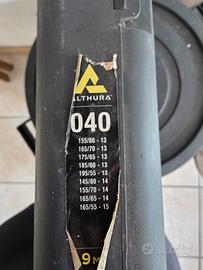 ALTHURA
040
155/80 - 13
165/70 - 13
175/65 - 13
185/60 - 13
195/55 - 13
145/80 - 14
155/70 - 14
165/65 - 14
165/55 - 15
9 M
subito